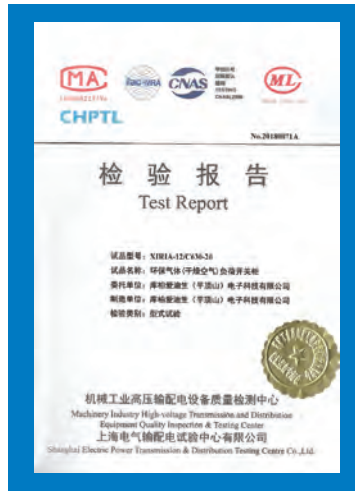 MA
ilac-MRA
CNAS
TESTING
ML
CHPTL
No.20180871A
检 验 报 告
Test Report
试品型号：XIRIA-12/C630-20
试品名称：环保气体(干燥空气)负荷开关柜
委托单位：库柏爱迪生（平顶山）电子科技有限公司
制造单位：库柏爱迪生（平顶山）电子科技有限公司
检验类别：型式试验
机械工业高压输配电设备质量检测中心
Machinery Industry High-voltage Transmission and Distribution
Equipment Quality Inspection & Testing Center
上海电气输配电试验中心有限公司
Shanghai Electric Power Transmission & Distribution Testing Centre Co.,Ltd.